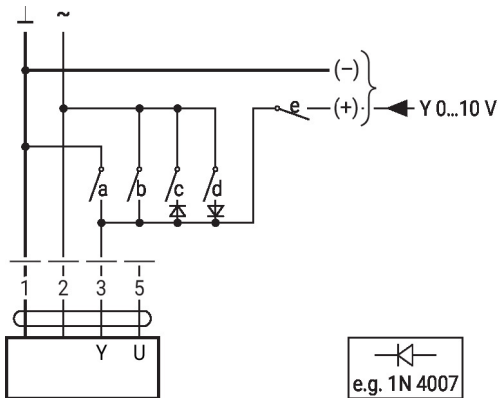 ⊥ ~
(–)
e (+) Y 0...10 V
a b c d
1 2 3 5
Y U
e.g. 1N 4007